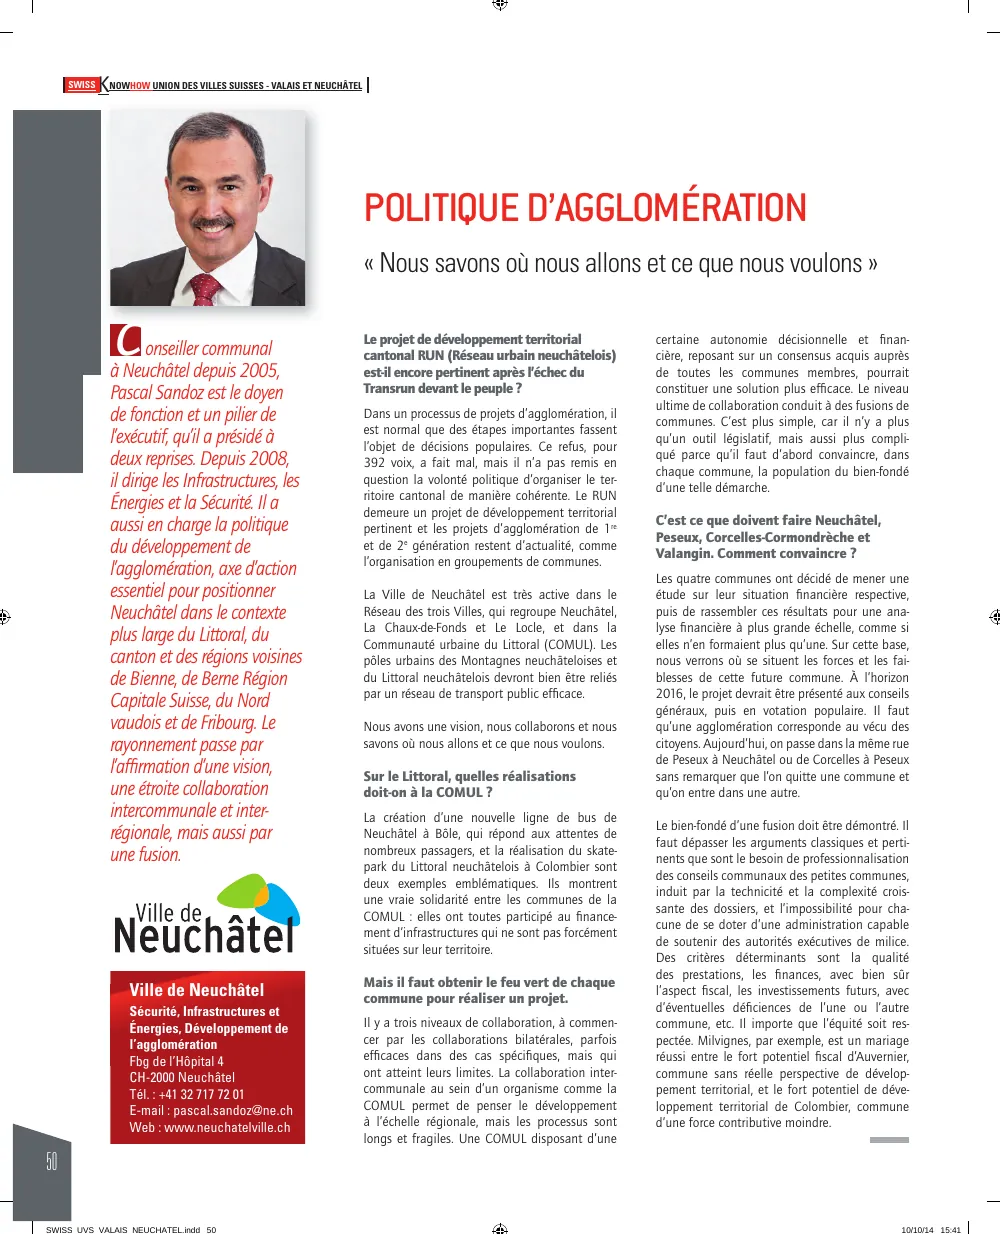 SWISS KNOWHOW UNION DES VILLES SUISSES - VALAIS ET NEUCHÂTEL
POLITIQUE D'AGGLOMÉRATION
« Nous savons où nous allons et ce que nous voulons »
Conseiller communal
à Neuchâtel depuis 2005,
Pascal Sandoz est le doyen
de fonction et un pilier de
l'exécutif, qu'il a présidé à
deux reprises. Depuis 2008,
il dirige les Infrastructures, les
Énergies et la Sécurité. Il a
aussi en charge la politique
du développement de
l'agglomération, axe d'action
essentiel pour positionner
Neuchâtel dans le contexte
plus large du Littoral, du
canton et des régions voisines
de Bienne, de Berne Région
Capitale Suisse, du Nord
vaudois et de Fribourg. Le
rayonnement passe par
l'affirmation d'une vision,
une étroite collaboration
intercommunale et inter-
régionale, mais aussi par
une fusion.
Ville de
Neuchâtel
Ville de Neuchâtel
Sécurité, Infrastructures et
Énergies, Développement de
l'agglomération
Fbg de l'Hôpital 4
CH-2000 Neuchâtel
Tél. : +41 32 717 72 01
E-mail : pascal.sandoz@ne.ch
Web : www.neuchatelville.ch
Le projet de développement territorial
cantonal RUN (Réseau urbain neuchâtelois)
est-il encore pertinent après l'échec du
Transrun devant le peuple ?
Dans un processus de projets d'agglomération, il
est normal que des étapes importantes fassent
l'objet de décisions populaires. Ce refus, pour
392 voix, a fait mal, mais il n'a pas remis en
question la volonté politique d'organiser le ter-
ritoire cantonal de manière cohérente. Le RUN
demeure un projet de développement territorial
pertinent et les projets d'agglomération de 1re
et de 2e génération restent d'actualité, comme
l'organisation en groupements de communes.
La Ville de Neuchâtel est très active dans le
Réseau des trois Villes, qui regroupe Neuchâtel,
La Chaux-de-Fonds et Le Locle, et dans la
Communauté urbaine du Littoral (COMUL). Les
pôles urbains des Montagnes neuchâteloises et
du Littoral neuchâtelois devront bien être reliés
par un réseau de transport public efficace.
Nous avons une vision, nous collaborons et nous
savons où nous allons et ce que nous voulons.
Sur le Littoral, quelles réalisations
doit-on à la COMUL ?
La création d'une nouvelle ligne de bus de
Neuchâtel à Bôle, qui répond aux attentes de
nombreux passagers, et la réalisation du skate-
park du Littoral neuchâtelois à Colombier sont
deux exemples emblématiques. Ils montrent
une vraie solidarité entre les communes de la
COMUL : elles ont toutes participé au finance-
ment d'infrastructures qui ne sont pas forcément
situées sur leur territoire.
Mais il faut obtenir le feu vert de chaque
commune pour réaliser un projet.
Il y a trois niveaux de collaboration, à commen-
cer par les collaborations bilatérales, parfois
efficaces dans des cas spécifiques, mais qui
ont atteint leurs limites. La collaboration inter-
communale au sein d'un organisme comme la
COMUL permet de penser le développement
à l'échelle régionale, mais les processus sont
longs et fragiles. Une COMUL disposant d'une
certaine autonomie décisionnelle et finan-
cière, reposant sur un consensus acquis auprès
de toutes les communes membres, pourrait
constituer une solution plus efficace. Le niveau
ultime de collaboration conduit à des fusions de
communes. C'est plus simple, car il n'y a plus
qu'un outil législatif, mais aussi plus compli-
qué parce qu'il faut d'abord convaincre, dans
chaque commune, la population du bien-fondé
d'une telle démarche.
C'est ce que doivent faire Neuchâtel,
Peseux, Corcelles-Cormondrèche et
Valangin. Comment convaincre ?
Les quatre communes ont décidé de mener une
étude sur leur situation financière respective,
puis de rassembler ces résultats pour une ana-
lyse financière à plus grande échelle, comme si
elles n'en formaient plus qu'une. Sur cette base,
nous verrons où se situent les forces et les fai-
blesses de cette future commune. À l'horizon
2016, le projet devrait être présenté aux conseils
généraux, puis en votation populaire. Il faut
qu'une agglomération corresponde au vécu des
citoyens. Aujourd'hui, on passe dans la même rue
de Peseux à Neuchâtel ou de Corcelles à Peseux
sans remarquer que l'on quitte une commune et
qu'on entre dans une autre.
Le bien-fondé d'une fusion doit être démontré. Il
faut dépasser les arguments classiques et perti-
nents que sont le besoin de professionnalisation
des conseils communaux des petites communes,
induit par la technicité et la complexité crois-
sante des dossiers, et l'impossibilité pour cha-
cune de se doter d'une administration capable
de soutenir des autorités exécutives de milice.
Des critères déterminants sont la qualité
des prestations, les finances, avec bien sûr
l'aspect fiscal, les investissements futurs, avec
d'éventuelles déficiences de l'une ou l'autre
commune, etc. Il importe que l'équité soit res-
pectée. Milvignes, par exemple, est un mariage
réussi entre le fort potentiel fiscal d'Auvernier,
commune sans réelle perspective de dévelop-
pement territorial, et le fort potentiel de déve-
loppement territorial de Colombier, commune
d'une force contributive moindre.
50
SWISS_UVS_VALAIS_NEUCHATEL.indd 50
10/10/14 15:41